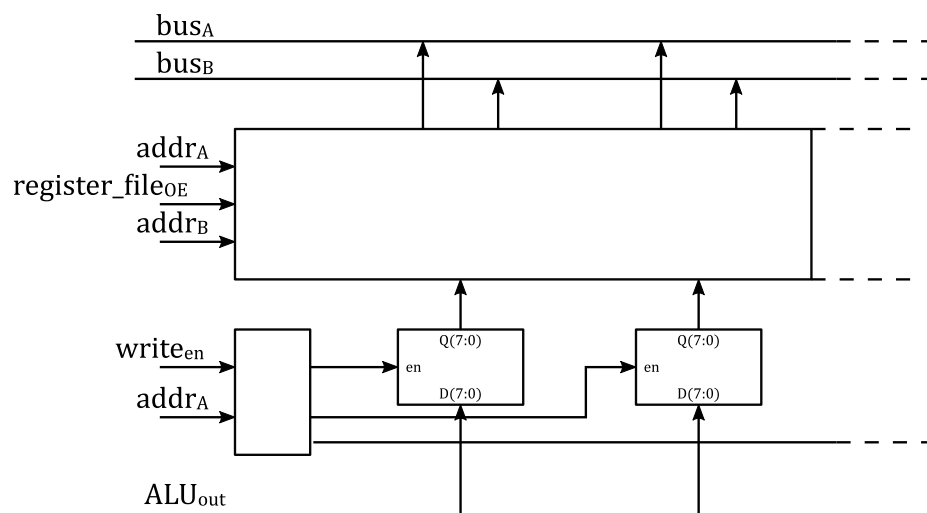 busA
busB
addrA
register_fileOE
addrB
writeen
Q(7:0)
Q(7:0)
en
en
addrA
D(7:0)
D(7:0)
ALUout